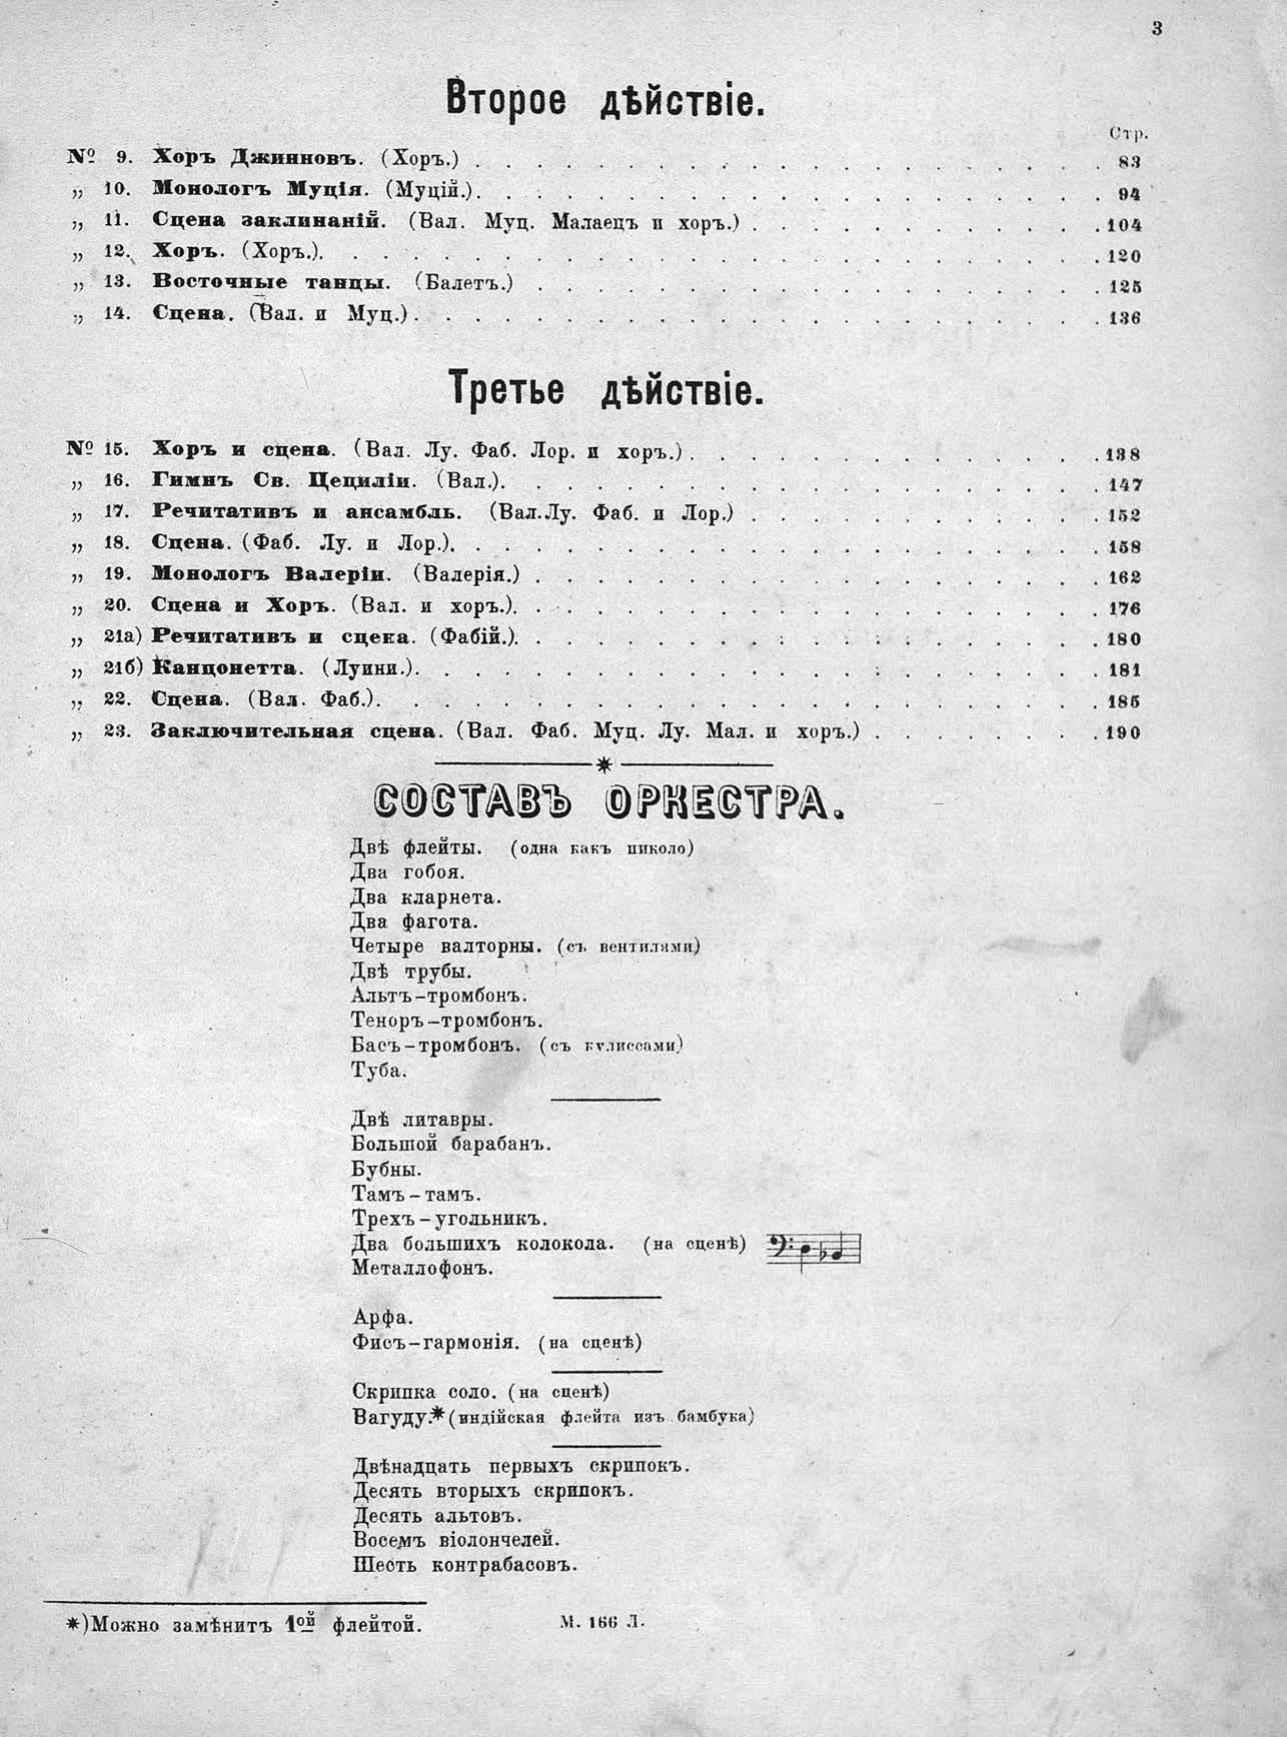 3
Второе дѣйствіе.
Стр.
№ 9. Хоръ Джинновъ. (Хоръ.) . . . . . . . . . . . . . . . . . . . . . 83
„ 10. Монологъ Муція. (Муцій.) . . . . . . . . . . . . . . . . . . . . . 94
„ 11. Сцена заклинаній. (Вал. Муц. Малаецъ и хоръ.) . . . . . . . . . . . . 104
„ 12. Хоръ. (Хоръ.). . . . . . . . . . . . . . . . . . . . . . . . . . 120
„ 13. Восточные танцы. (Балетъ.) . . . . . . . . . . . . . . . . . . . 125
„ 14. Сцена. (Вал. и Муц.) . . . . . . . . . . . . . . . . . . . . . . . 136
Третье дѣйствіе.
№ 15. Хоръ и сцена. (Вал. Лу. Фаб. Лор. и хоръ.) . . . . . . . . . . . . . . 138
„ 16. Гимнъ Св. Цециліи. (Вал.). . . . . . . . . . . . . . . . . . . . 147
„ 17. Речитативъ и ансамбль. (Вал.Лу. Фаб. и Лор.) . . . . . . . . . . . . 152
„ 18. Сцена. (Фаб. Лу. и Лор.). . . . . . . . . . . . . . . . . . . . . . 158
„ 19. Монологъ Валеріи. (Валерія.) . . . . . . . . . . . . . . . . . . . 162
„ 20. Сцена и Хоръ. (Вал. и хоръ.). . . . . . . . . . . . . . . . . . . . 176
„ 21а) Речитативъ и сцека. (Фабій.). . . . . . . . . . . . . . . . . . . . 180
„ 21б) Канцонетта. (Луини.). . . . . . . . . . . . . . . . . . . . . . . 181
„ 22. Сцена. (Вал. Фаб.). . . . . . . . . . . . . . . . . . . . . . . . 185
„ 23. Заключительная сцена. (Вал. Фаб. Муц. Лу. Мал. и хоръ.) . . . . . . . . 190
СОСТАВЪ ОРКЕСТРА.
Двѣ флейты. (одна какъ пиколо)
Два гобоя.
Два кларнета.
Два фагота.
Четыре валторны. (съ вентилями)
Двѣ трубы.
Альтъ-тромбонъ.
Теноръ-тромбонъ.
Басъ-тромбонъ. (съ кулиссами)
Туба.
Двѣ литавры.
Большой барабанъ.
Бубны.
Тамъ-тамъ.
Трехъ-угольникъ.
Два большихъ колокола. (на сценѣ)
Металлофонъ.
Арфа.
Фисъ-гармонія. (на сценѣ)
Скрипка соло. (на сценѣ)
Вагуду.* (индійская флейта изъ бамбука)
Двѣнадцать первыхъ скрипокъ.
Десять вторыхъ скрипокъ.
Десять альтовъ.
Восемъ віолончелей.
Шесть контрабасовъ.
*) Можно замѣнитъ 1ой флейтой.
М. 166 Л.